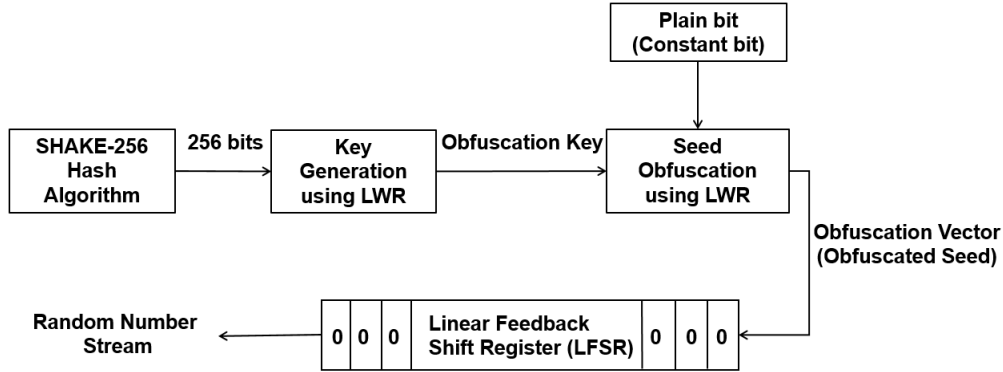 Plain bit
(Constant bit)
SHAKE-256
Hash
Algorithm
256 bits
Key
Generation
using LWR
Obfuscation Key
Seed
Obfuscation
using LWR
Obfuscation Vector
(Obfuscated Seed)
Random Number
Stream
0 0 0
Linear Feedback
Shift Register (LFSR)
0 0 0